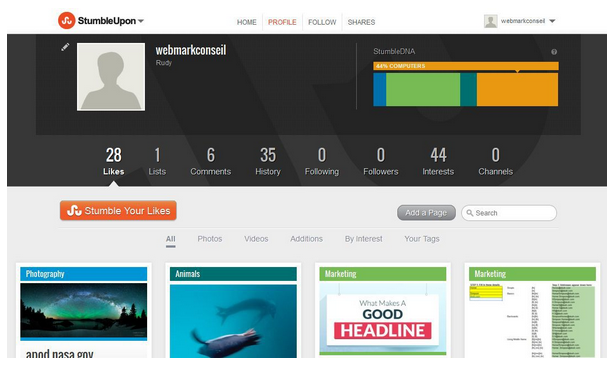 StumbleUpon
HOME PROFILE FOLLOW SHARES
webmarkconseil
webmarkconseil
Rudy
StumbleDNA
44% COMPUTERS
28 1 6 35 0 0 44 0
Likes Lists Comments History Following Followers Interests Channels
Stumble Your Likes
Add a Page
Search
All Photos Videos Additions By Interest Your Tags
Photography Animals Marketing Marketing
What Makes A
GOOD
HEADLINE
apod nasa gov